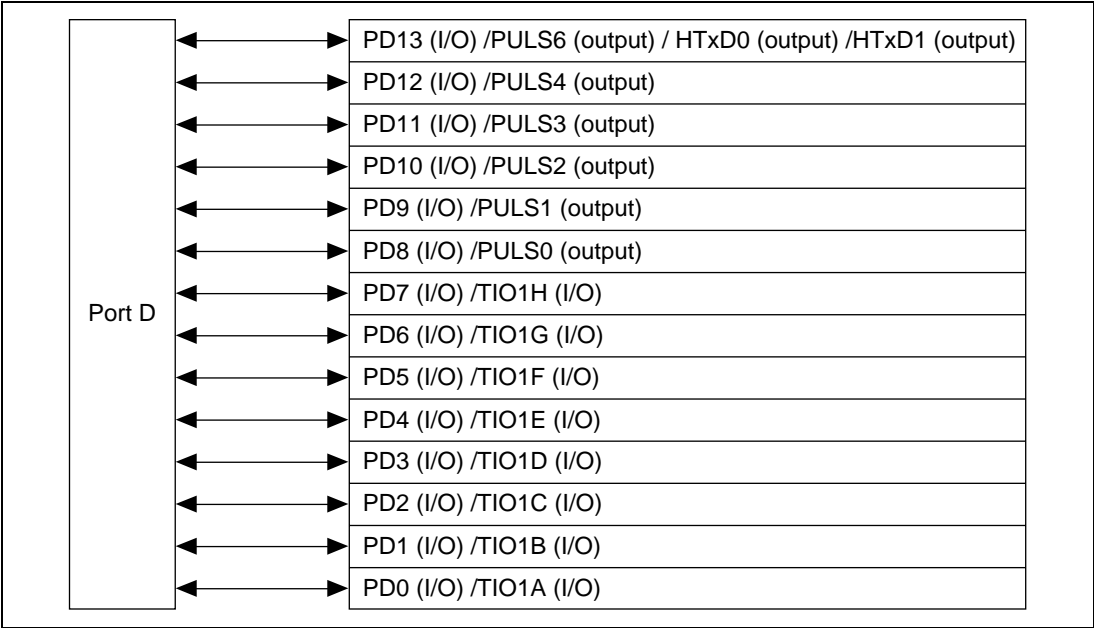 PD13 (I/O) /PULS6 (output) / HTxD0 (output) /HTxD1 (output)
PD12 (I/O) /PULS4 (output)
PD11 (I/O) /PULS3 (output)
PD10 (I/O) /PULS2 (output)
PD9 (I/O) /PULS1 (output)
PD8 (I/O) /PULS0 (output)
Port D
PD7 (I/O) /TIO1H (I/O)
PD6 (I/O) /TIO1G (I/O)
PD5 (I/O) /TIO1F (I/O)
PD4 (I/O) /TIO1E (I/O)
PD3 (I/O) /TIO1D (I/O)
PD2 (I/O) /TIO1C (I/O)
PD1 (I/O) /TIO1B (I/O)
PD0 (I/O) /TIO1A (I/O)